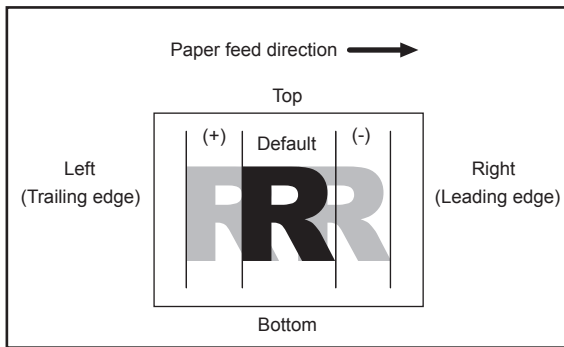 Paper feed direction
Top
(+)
Default
(-)
Left
(Trailing edge)
Right
(Leading edge)
R R R
Bottom